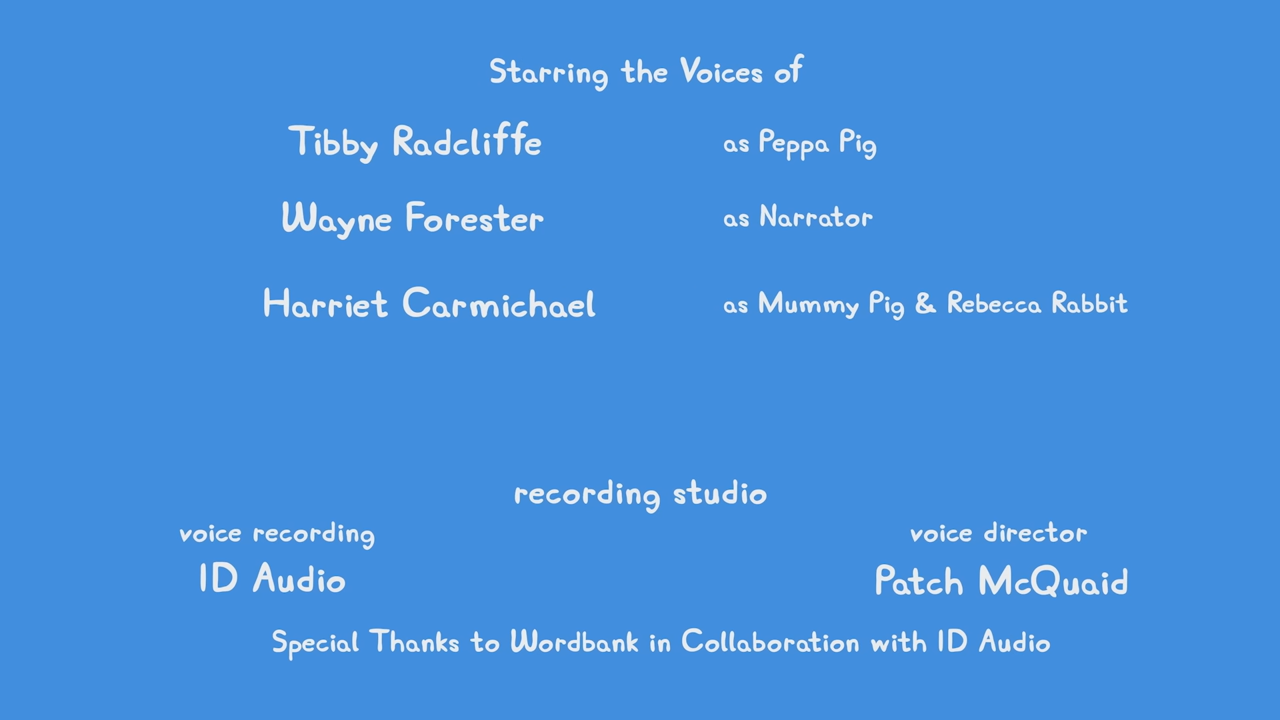 Starring the Voices of
Tibby Radcliffe as Peppa Pig
Wayne Forester as Narrator
Harriet Carmichael as Mummy Pig & Rebecca Rabbit
recording studio
voice recording voice director
ID Audio Patch McQuaid
Special Thanks to Wordbank in Collaboration with ID Audio